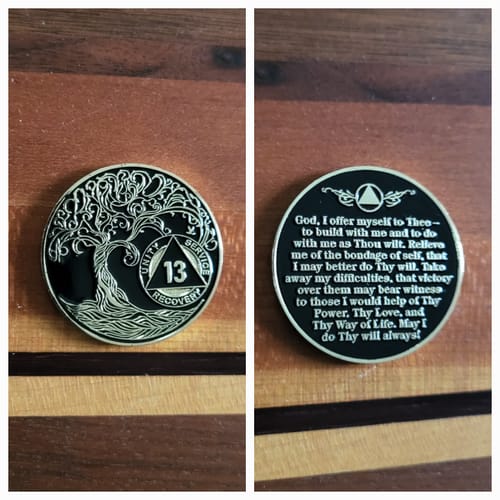 UNITY
SERVICE
13
RECOVERY
God, I offer myself to Thee–
to build with me and to do
with me as Thou wilt. Relieve
me of the bondage of self, that
I may better do Thy will. Take
away my difficulties, that victory
over them may bear witness
to those I would help of Thy
Power, Thy Love, and
Thy Way of Life. May I
do Thy will always!